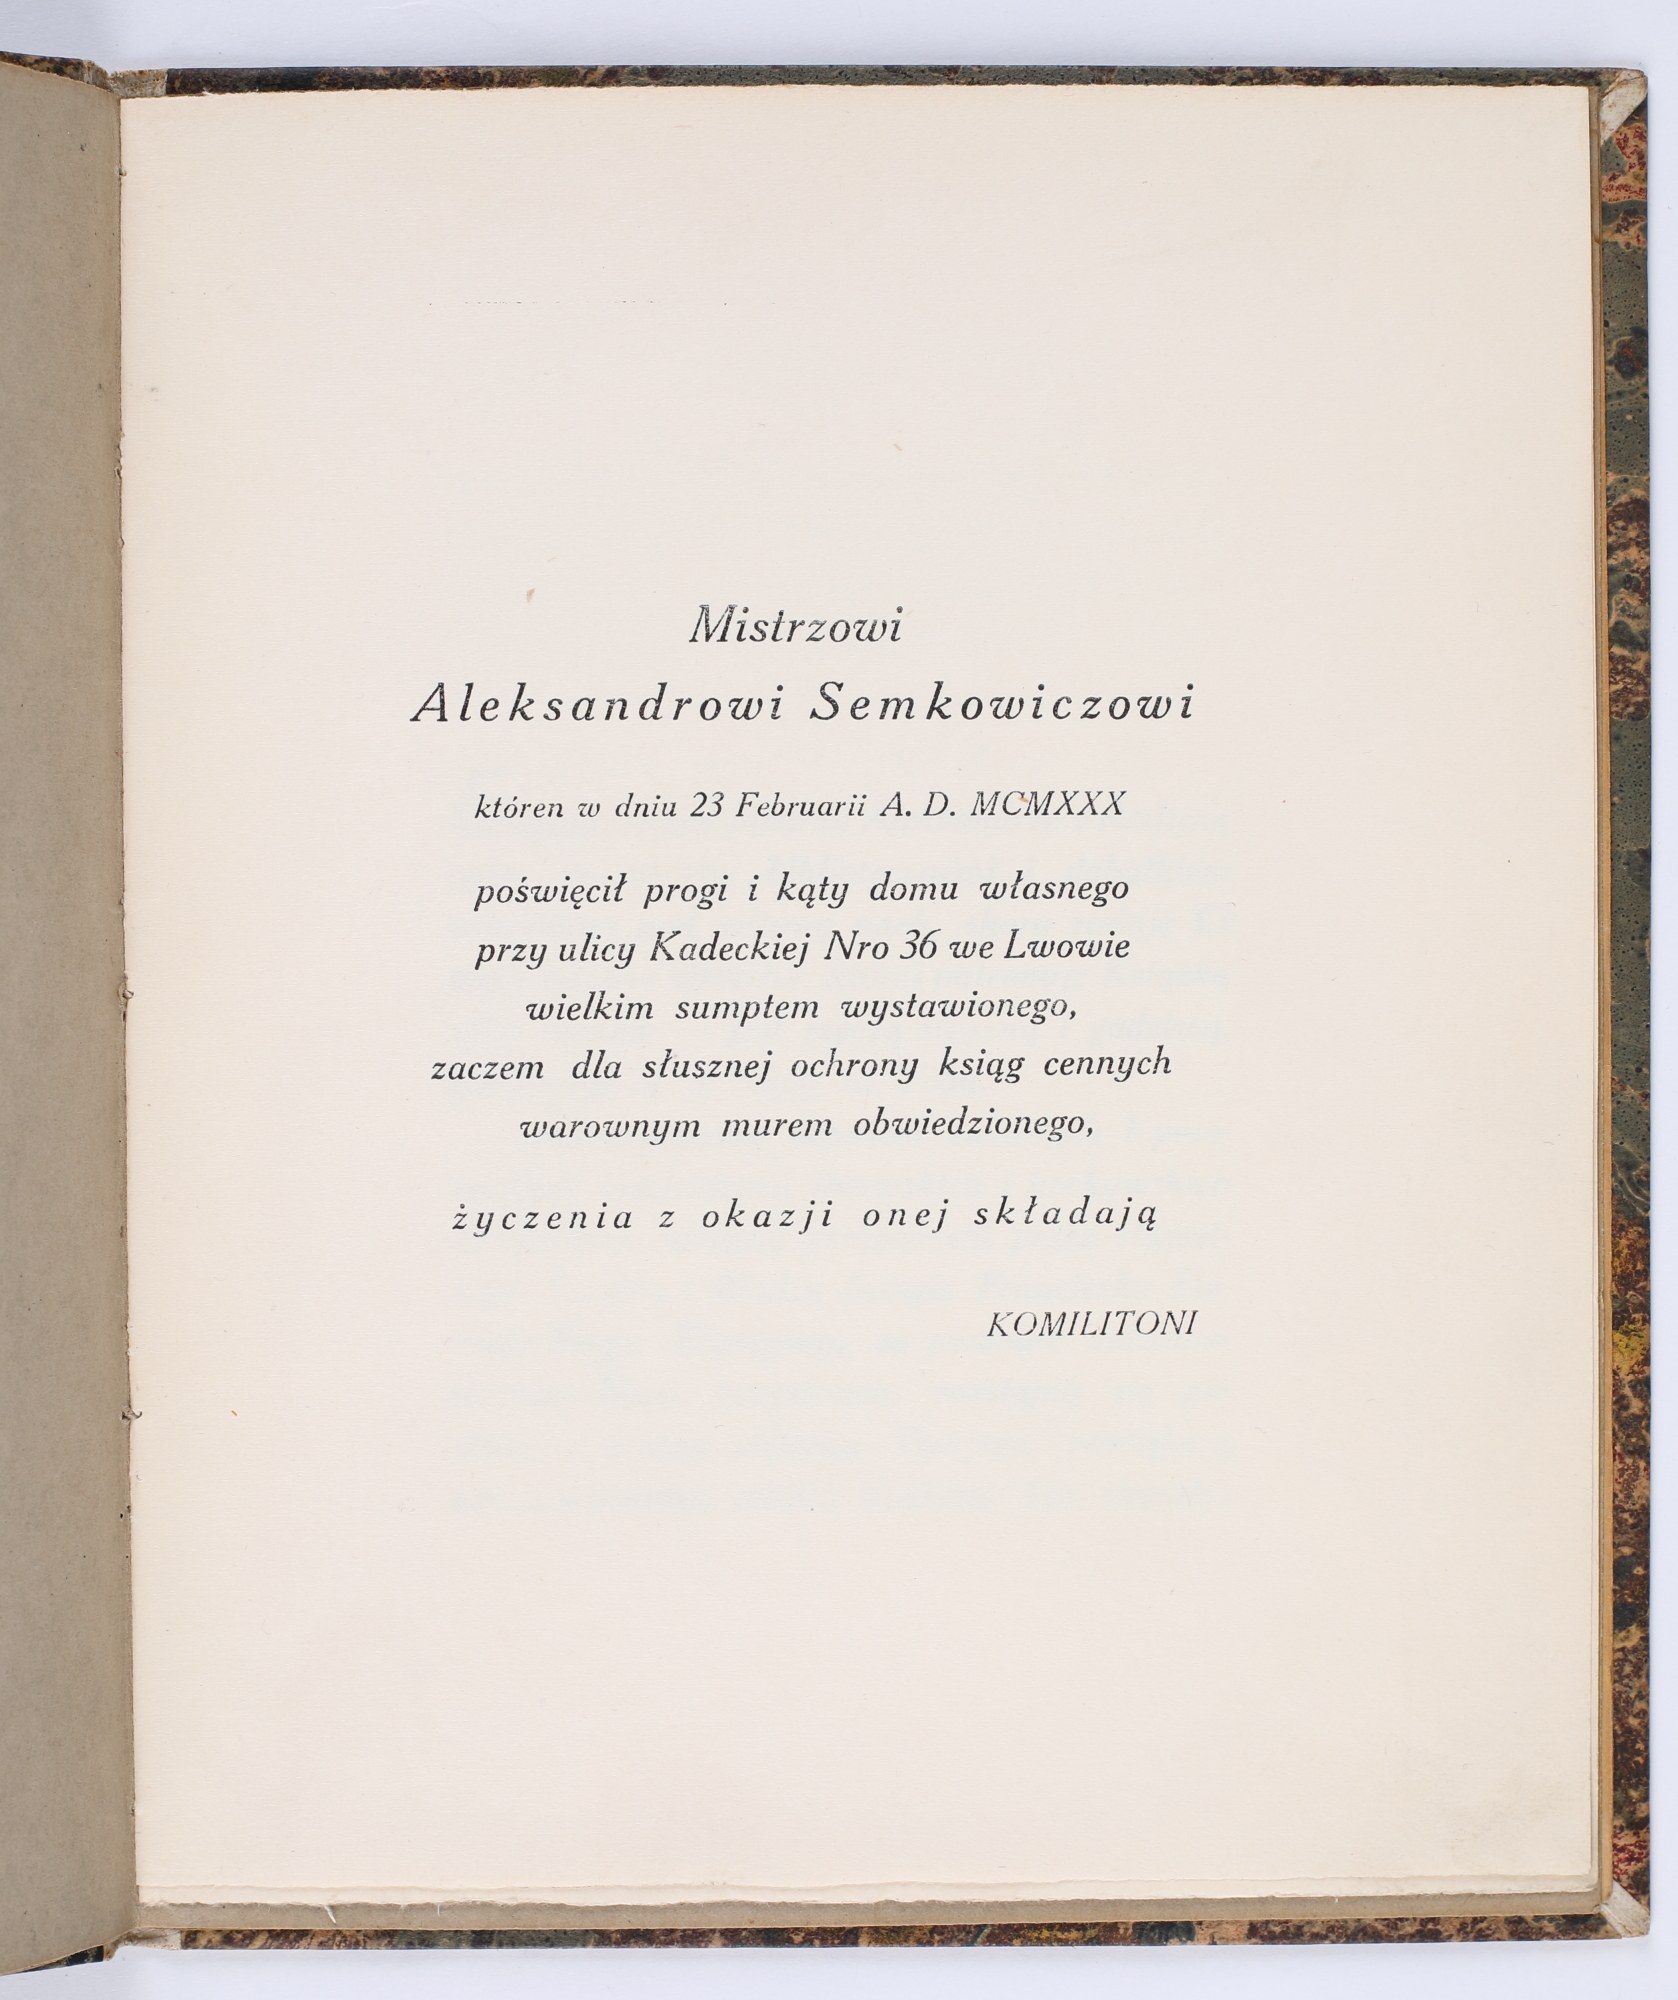 Mistrzowi
Aleksandrowi Semkowiczowi
któren w dniu 23 Februarii A. D. MCMXXX
poświęcił progi i kąty domu własnego
przy ulicy Kadeckiej Nro 36 we Lwowie
wielkim sumptem wystawionego,
zaczem dla słusznej ochrony ksiąg cennych
warownym murem obwiedzionego,
życzenia z okazji onej składają
KOMILITONI